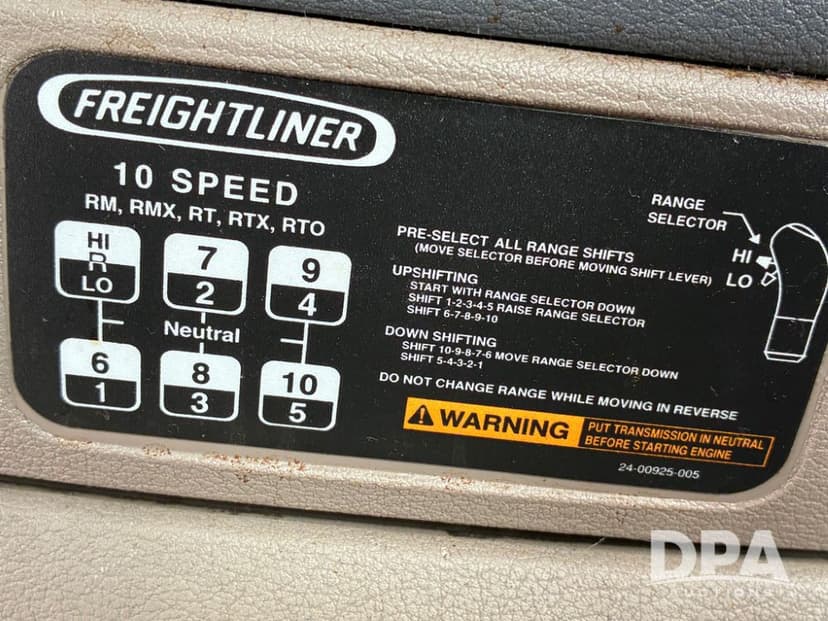 FREIGHTLINER
10 SPEED
RM, RMX, RT, RTX, RTO
HI
R
LO
7
2
9
4
Neutral
6
1
8
3
10
5
PRE-SELECT ALL RANGE SHIFTS
(MOVE SELECTOR BEFORE MOVING SHIFT LEVER)
UPSHIFTING
START WITH RANGE SELECTOR DOWN
SHIFT 1-2-3-4-5 RAISE RANGE SELECTOR
SHIFT 6-7-8-9-10
DOWN SHIFTING
SHIFT 10-9-8-7-6 MOVE RANGE SELECTOR DOWN
SHIFT 5-4-3-2-1
DO NOT CHANGE RANGE WHILE MOVING IN REVERSE
RANGE
SELECTOR
HI
LO
WARNING
PUT TRANSMISSION IN NEUTRAL
BEFORE STARTING ENGINE
24-00925-005
DPA
AUCTIONS